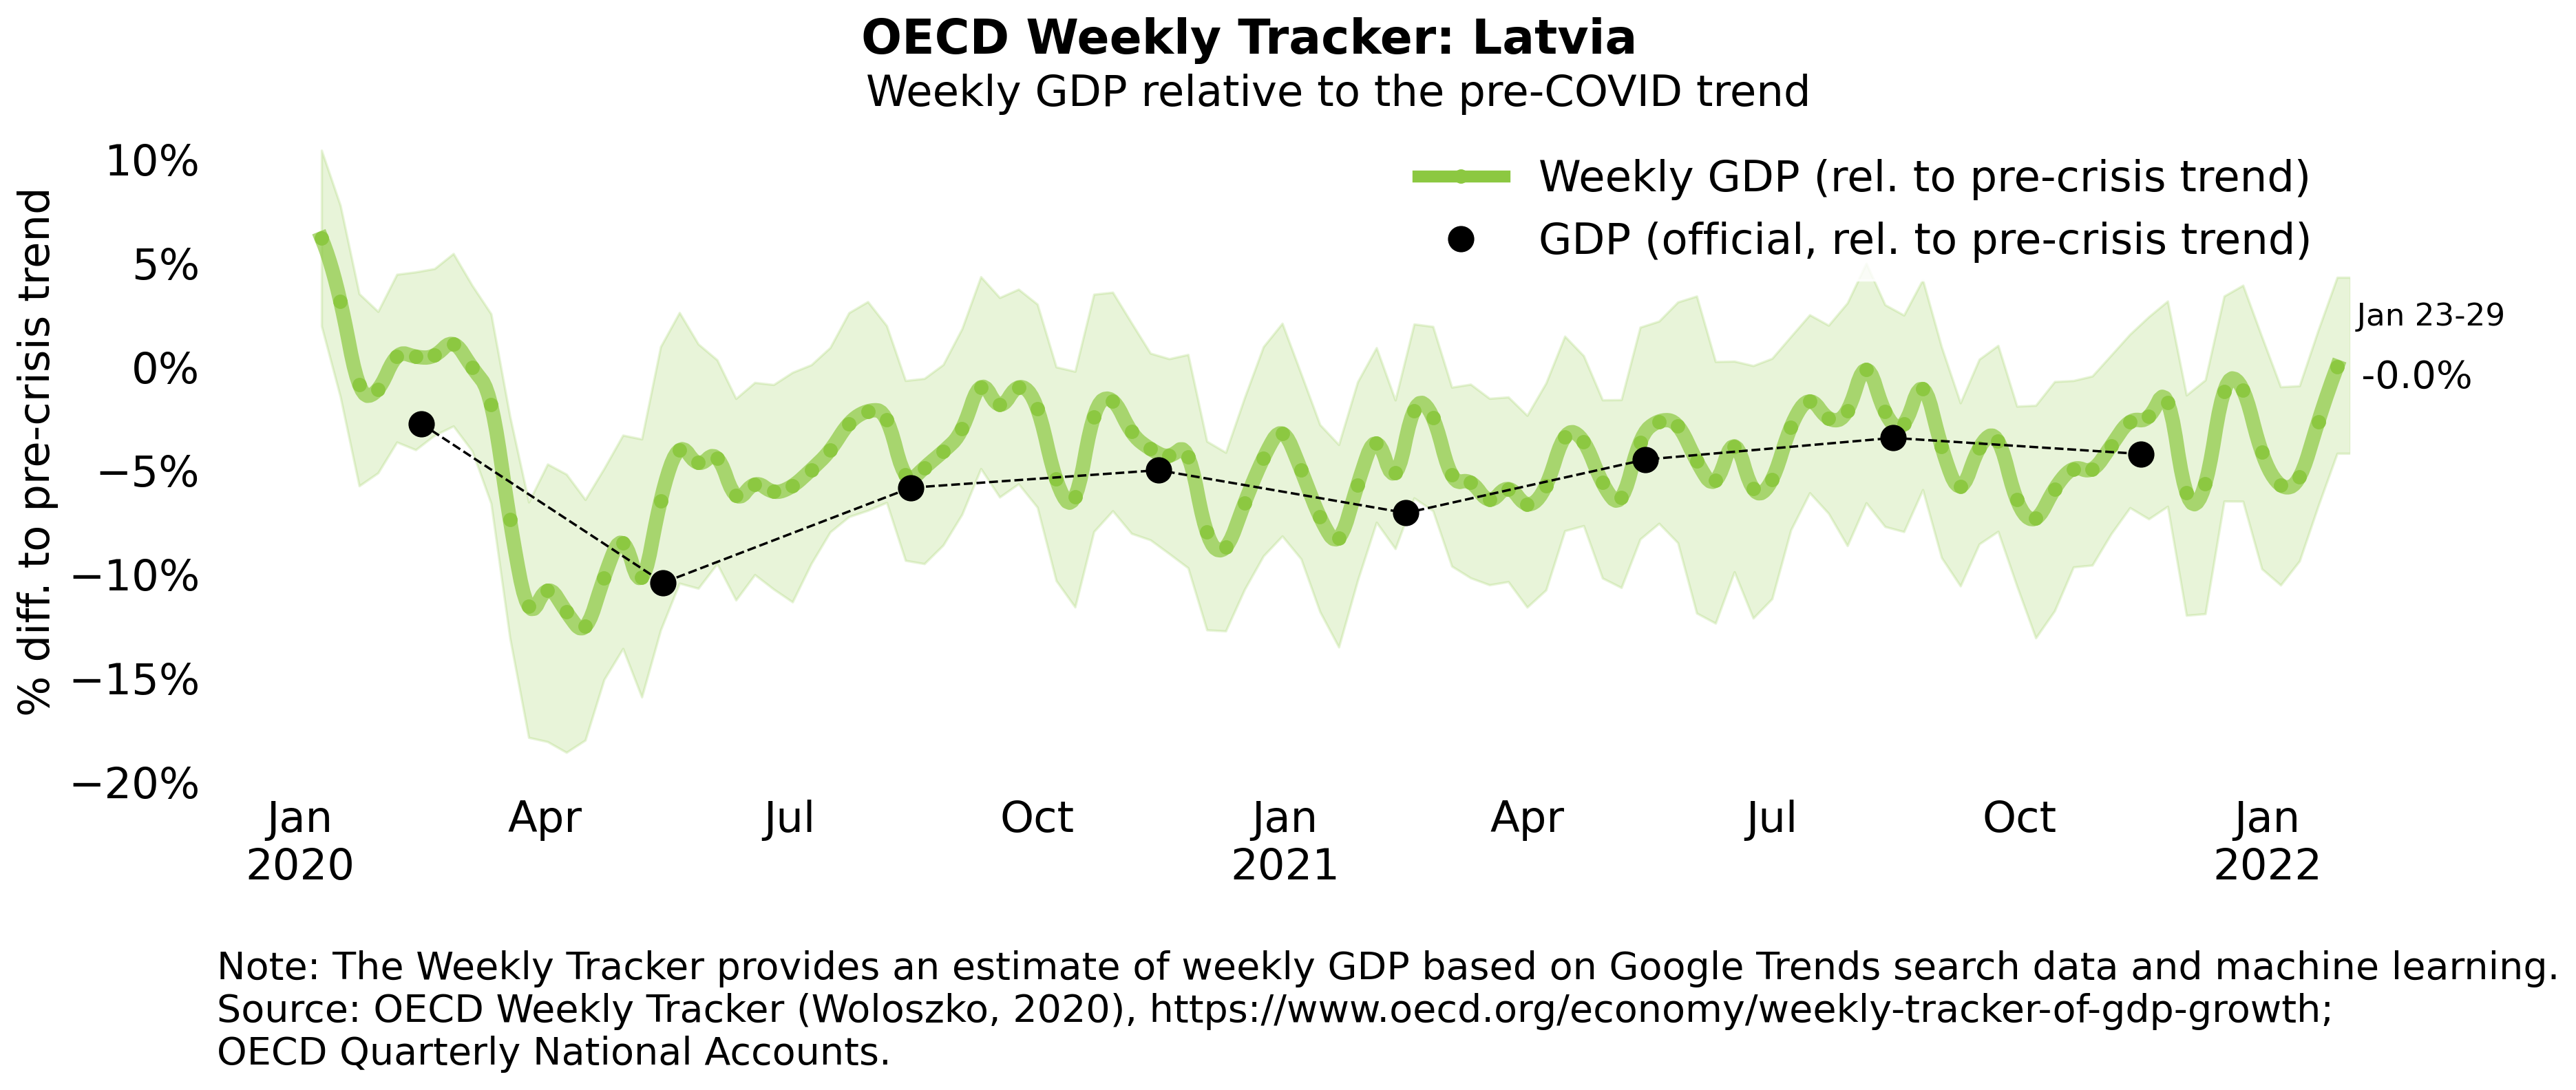 OECD Weekly Tracker: Latvia
Weekly GDP relative to the pre-COVID trend
% diff. to pre-crisis trend
10%
5%
0%
−5%
−10%
−15%
−20%
Weekly GDP (rel. to pre-crisis trend)
GDP (official, rel. to pre-crisis trend)
Jan 23-29
-0.0%
Jan Apr Jul Oct Jan Apr Jul Oct Jan
2020 2021 2022
Note: The Weekly Tracker provides an estimate of weekly GDP based on Google Trends search data and machine learning.
Source: OECD Weekly Tracker (Woloszko, 2020), https://www.oecd.org/economy/weekly-tracker-of-gdp-growth;
OECD Quarterly National Accounts.